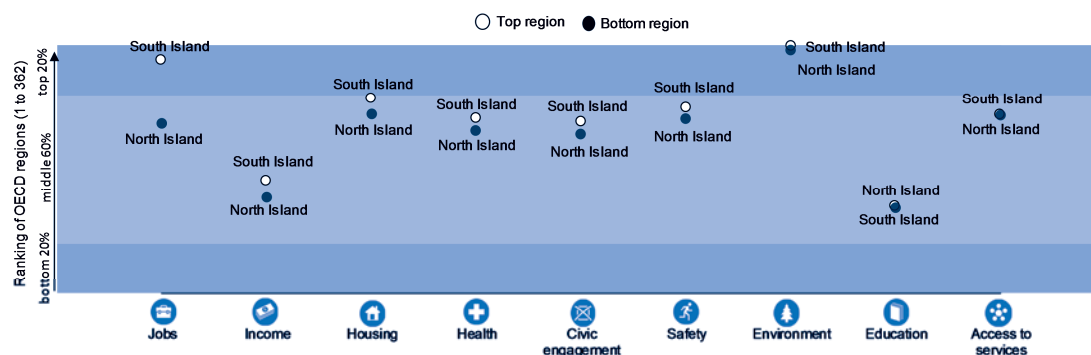 Top region
Bottom region
Ranking of OECD regions (1 to 362)
top 20%
middle 60%
bottom 20%
South Island
North Island
South Island
North Island
South Island
North Island
South Island
North Island
South Island
North Island
South Island
North Island
South Island
North Island
North Island
South Island
South Island
North Island
Jobs
Income
Housing
Health
Civic
engagement
Safety
Environment
Education
Access to
services